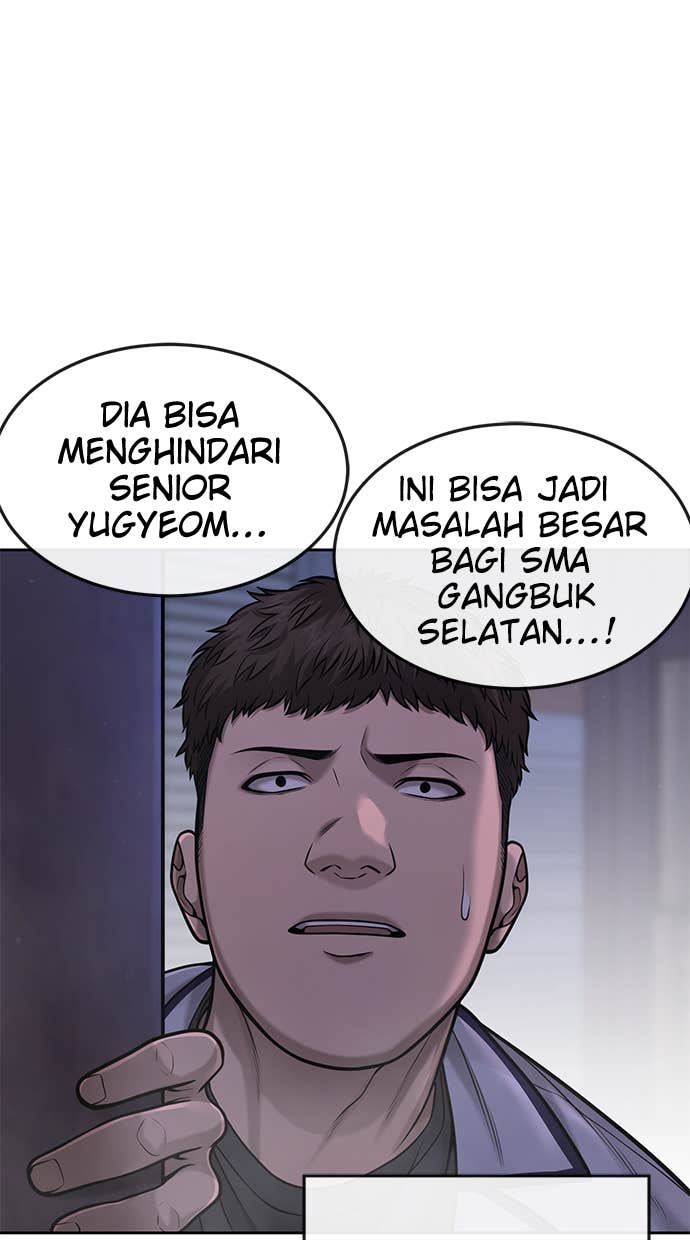 DIA BISA
MENGHINDARI
SENIOR
YUGYEOM...
INI BISA JADI
MASALAH BESAR
BAGI SMA
GANGBUK
SELATAN...!